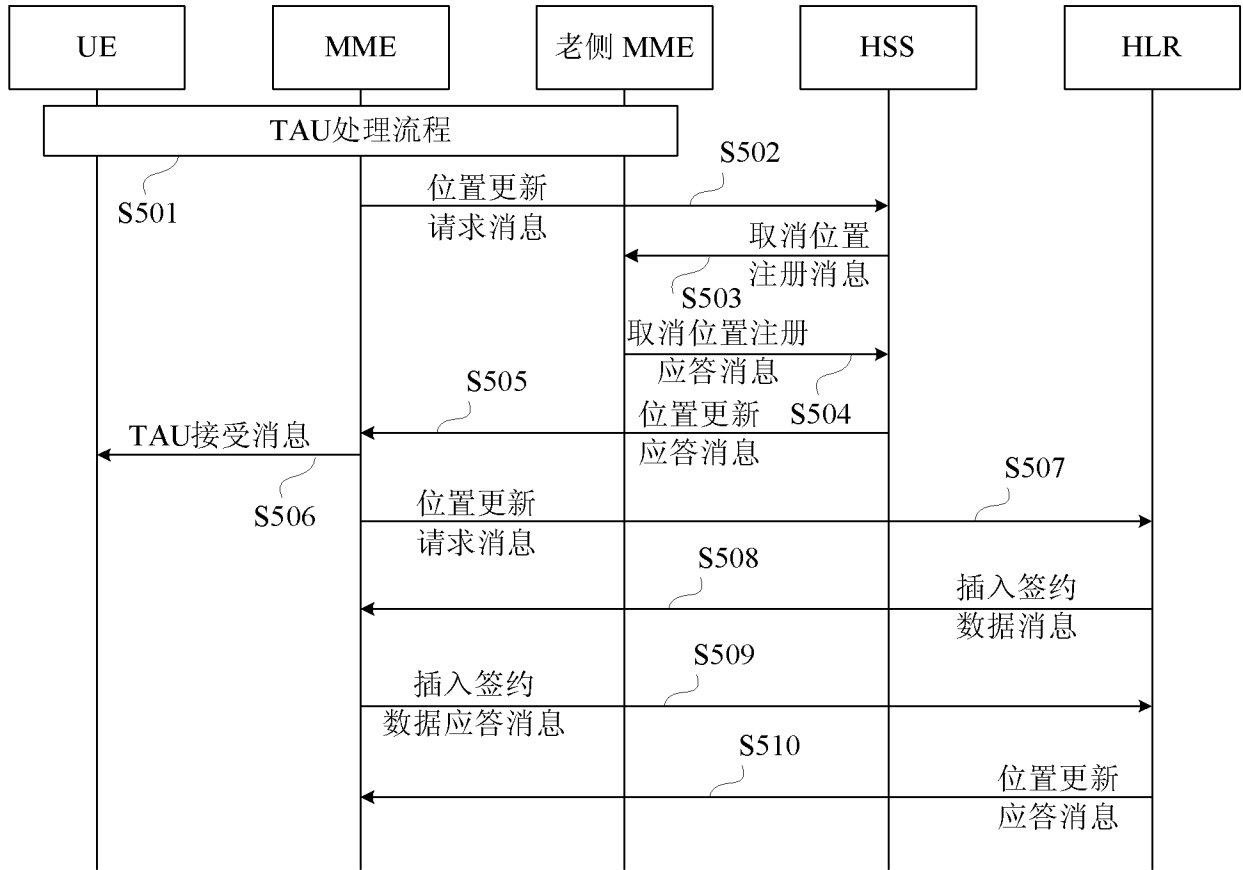 UE
MME
老侧 MME
HSS
HLR
TAU处理流程
S501
S502
位置更新
请求消息
取消位置
注册消息
S503
取消位置注册
应答消息
S504
S505
位置更新
应答消息
TAU接受消息
S506
S507
位置更新
请求消息
S508
插入签约
数据消息
S509
插入签约
数据应答消息
S510
位置更新
应答消息